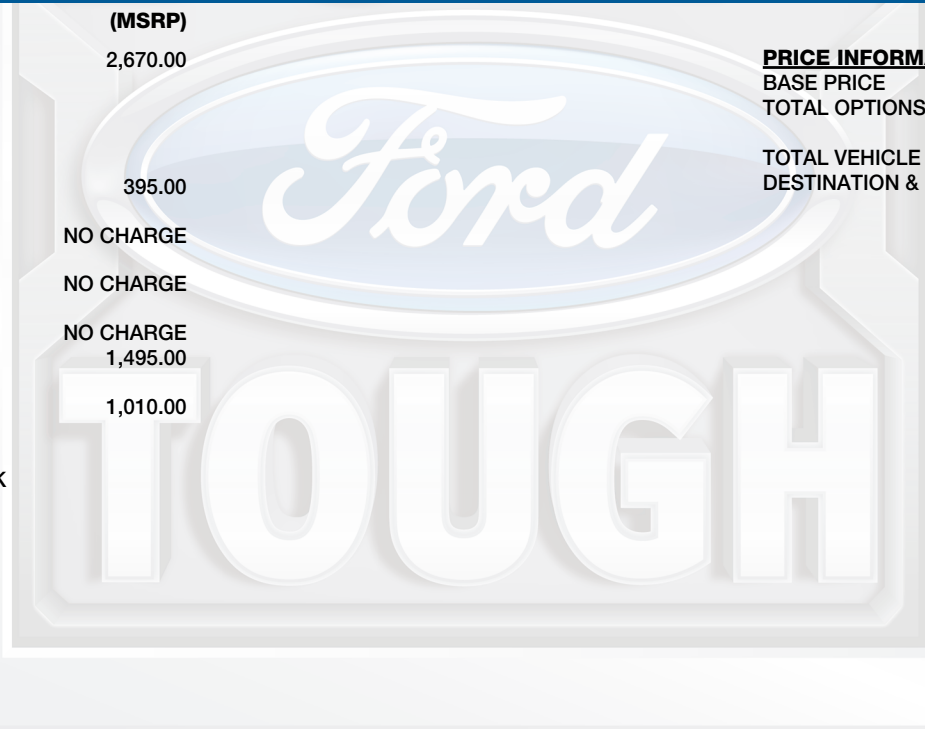 (MSRP)
2,670.00
395.00
NO CHARGE
NO CHARGE
NO CHARGE
1,495.00
1,010.00
K
PRICE INFORMA
BASE PRICE
TOTAL OPTIONS
TOTAL VEHICLE
DESTINATION &
Ford
TOUGH